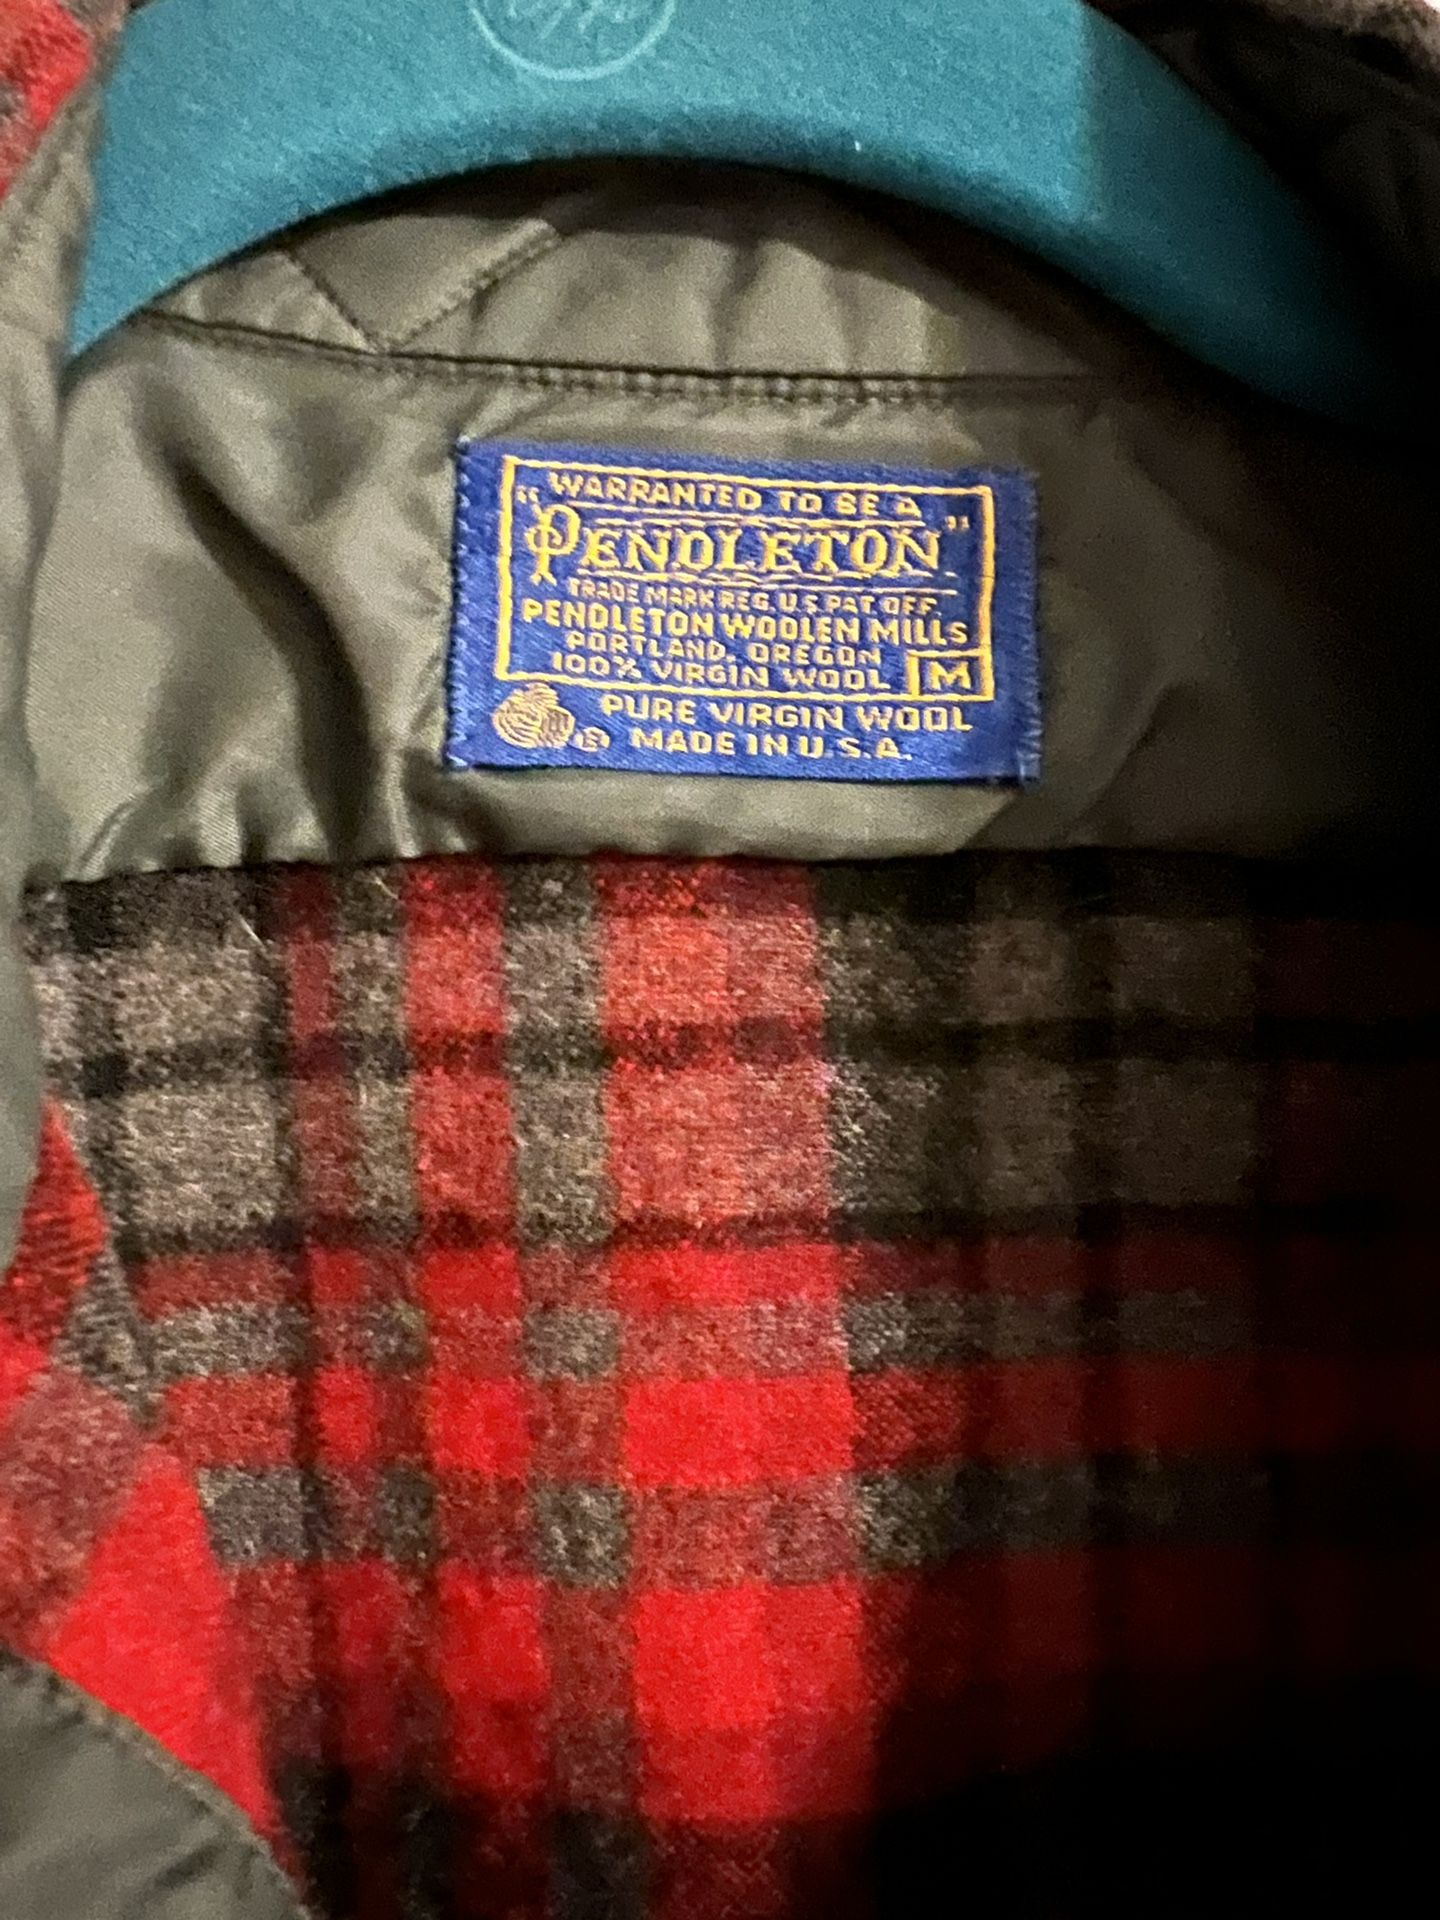 WARRANTED TO BE A
"PENDLETON"
TRADE MARK REG. U.S. PAT. OFF.
PENDLETON WOOLEN MILLS
PORTLAND, OREGON
100% VIRGIN WOOL M
PURE VIRGIN WOOL
® MADE IN U.S.A.